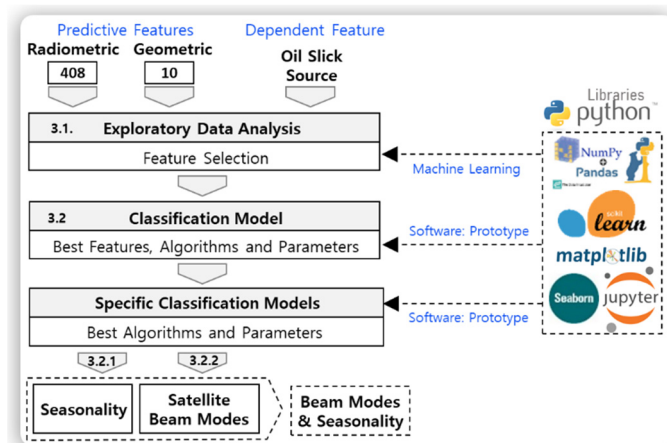 Predictive Features
Dependent Feature
Radiometric
Geometric
408
10
Oil Slick
Source
Libraries
python™
3.1.
Exploratory Data Analysis
Feature Selection
Machine Learning
NumPy
+
Pandas
3.2
Classification Model
Best Features, Algorithms and Parameters
Software: Prototype
scikit
learn
matplotlib
Specific Classification Models
Best Algorithms and Parameters
Software: Prototype
Seaborn
jupyter
3.2.1
3.2.2
Seasonality
Satellite
Beam Modes
Beam Modes
& Seasonality